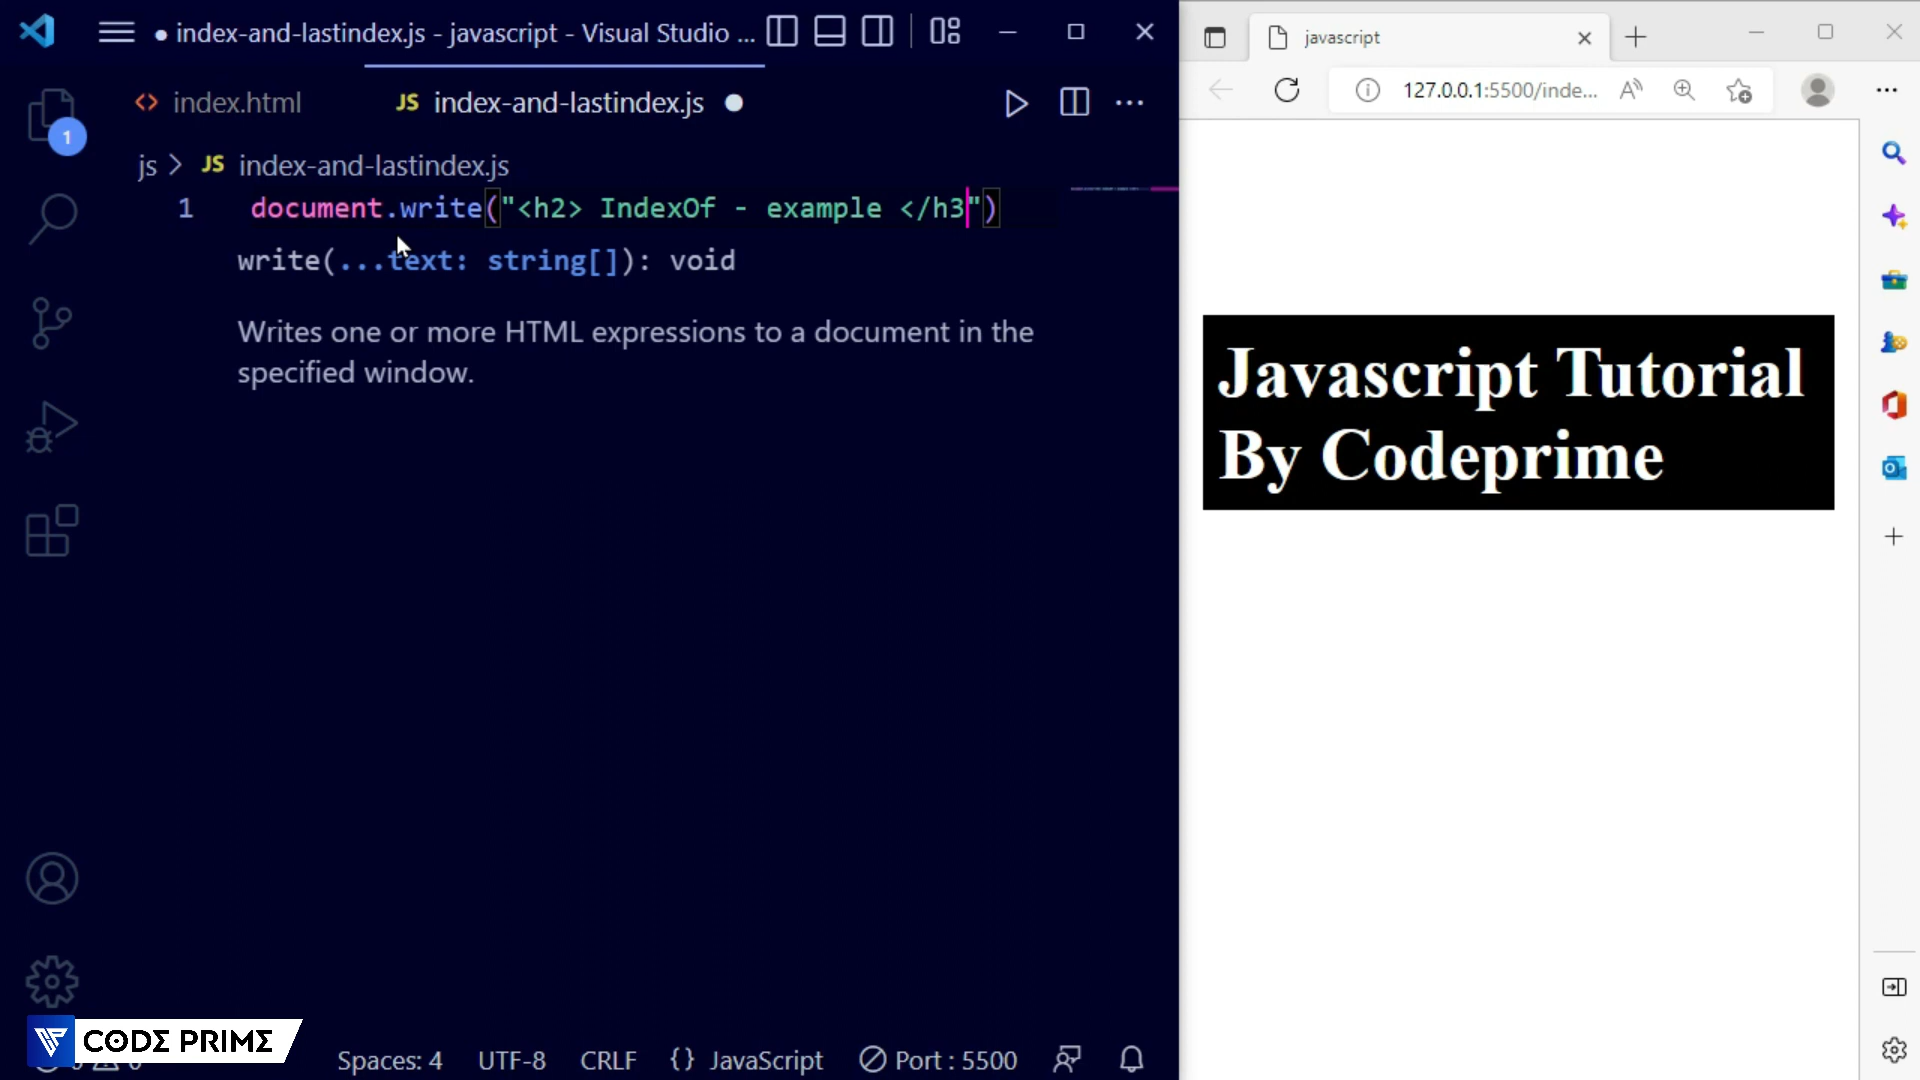 ● index-and-lastindex.js - javascript - Visual Studio ...
index.html
JS index-and-lastindex.js
1
js > JS index-and-lastindex.js
1 document.write("<h2> IndexOf - example </h3")
write(...text: string[]): void
Writes one or more HTML expressions to a document in the
specified window.
CODE PRIME
Spaces: 4 UTF-8 CRLF {} JavaScript Port : 5500
javascript
127.0.0.1:5500/inde...
Javascript Tutorial
By Codeprime